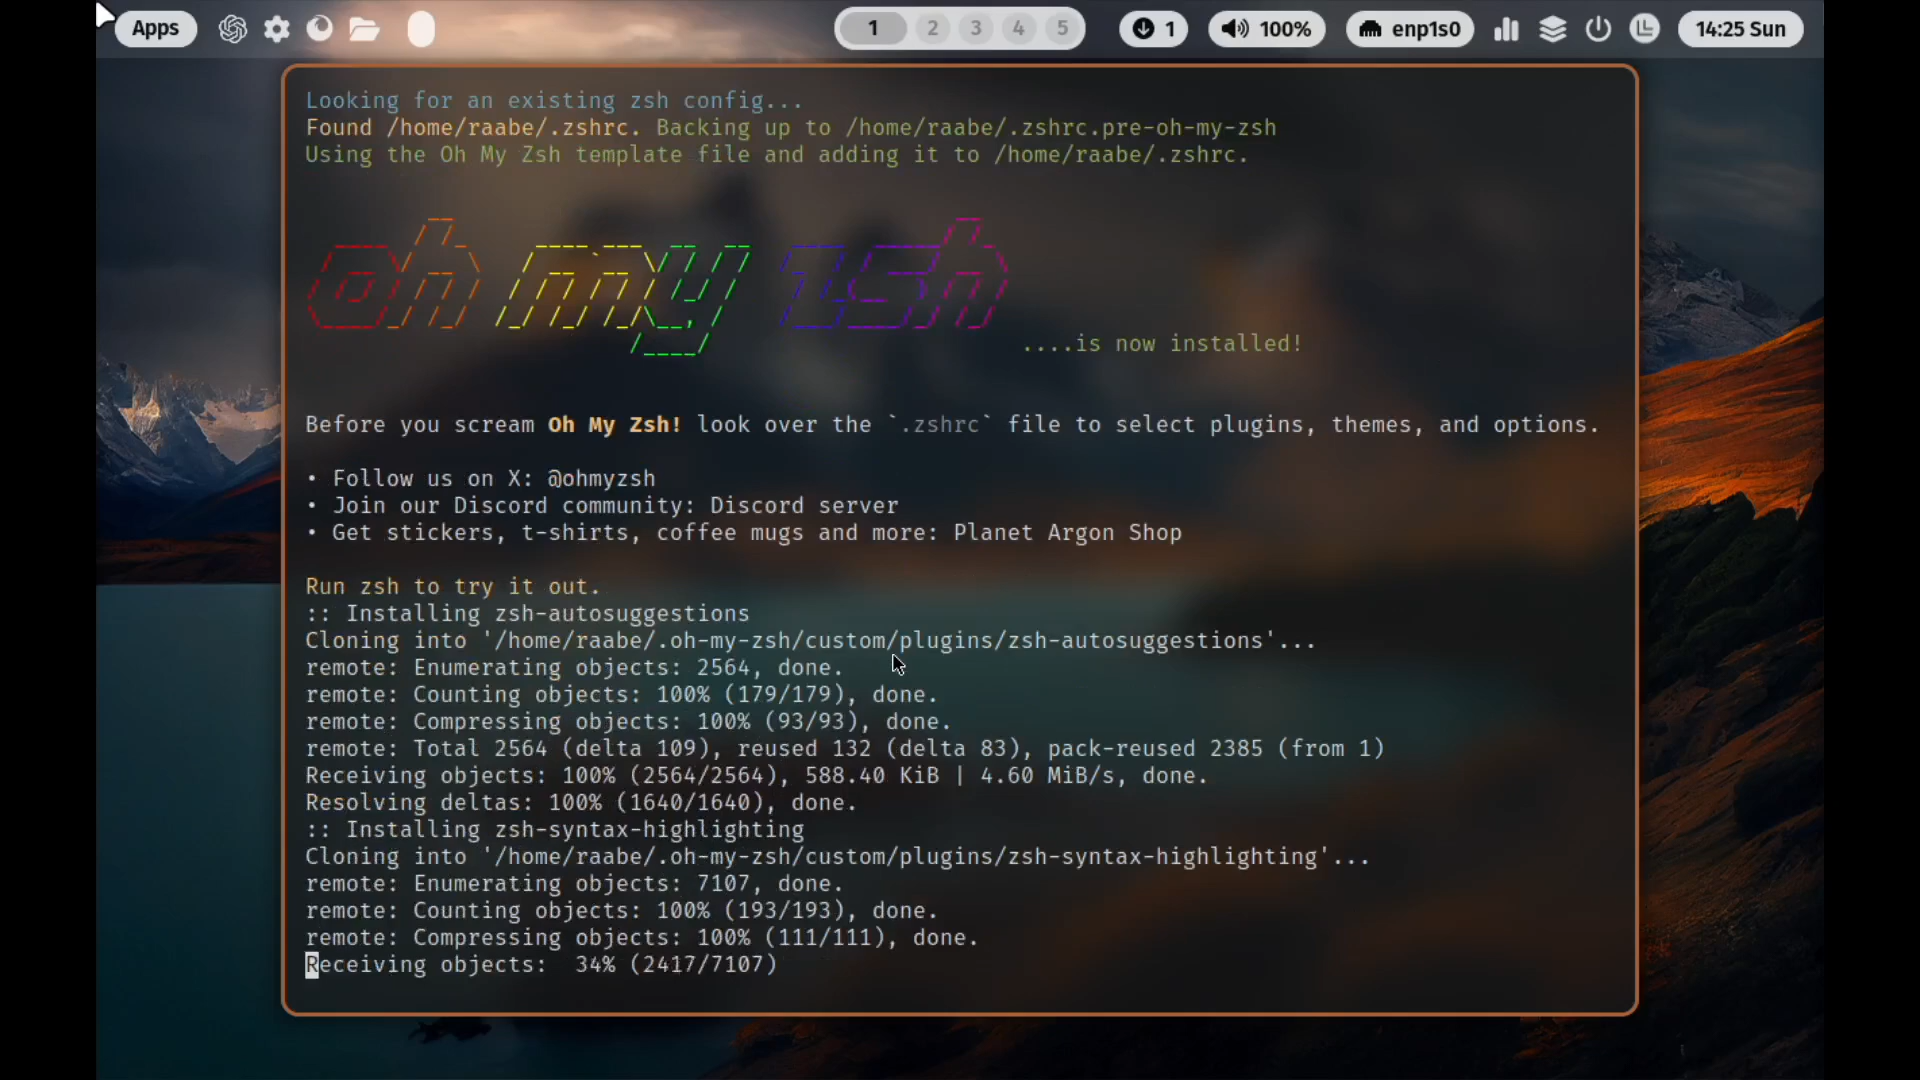 Apps 1 2 3 4 5 1 100% enp1s0 14:25 Sun
Looking for an existing zsh config...
Found /home/raabe/.zshrc. Backing up to /home/raabe/.zshrc.pre-oh-my-zsh
Using the Oh My Zsh template file and adding it to /home/raabe/.zshrc.
oh my zsh
....is now installed!
Before you scream Oh My Zsh! look over the `.zshrc` file to select plugins, themes, and options.
• Follow us on X: @ohmyzsh
• Join our Discord community: Discord server
• Get stickers, t-shirts, coffee mugs and more: Planet Argon Shop
Run zsh to try it out.
:: Installing zsh-autosuggestions
Cloning into '/home/raabe/.oh-my-zsh/custom/plugins/zsh-autosuggestions'...
remote: Enumerating objects: 2564, done.
remote: Counting objects: 100% (179/179), done.
remote: Compressing objects: 100% (93/93), done.
remote: Total 2564 (delta 109), reused 132 (delta 83), pack-reused 2385 (from 1)
Receiving objects: 100% (2564/2564), 588.40 KiB | 4.60 MiB/s, done.
Resolving deltas: 100% (1640/1640), done.
:: Installing zsh-syntax-highlighting
Cloning into '/home/raabe/.oh-my-zsh/custom/plugins/zsh-syntax-highlighting'...
remote: Enumerating objects: 7107, done.
remote: Counting objects: 100% (193/193), done.
remote: Compressing objects: 100% (111/111), done.
Receiving objects:  34% (2417/7107)